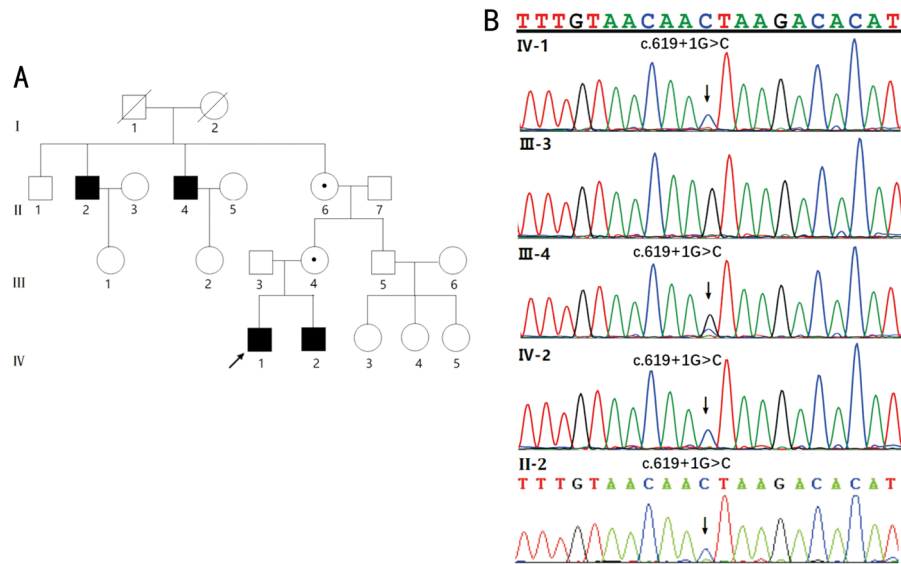 A
I
1 2
1 2 3 4 5 6 7
II
1 2 3 4 5 6
III
1 2 3 4 5
IV
B
TTTGTAACAACTAAGACACAT
IV-1
c.619+1G>C
III-3
III-4
c.619+1G>C
IV-2
c.619+1G>C
II-2
c.619+1G>C
TTTGTAACAACTAAGACACAT